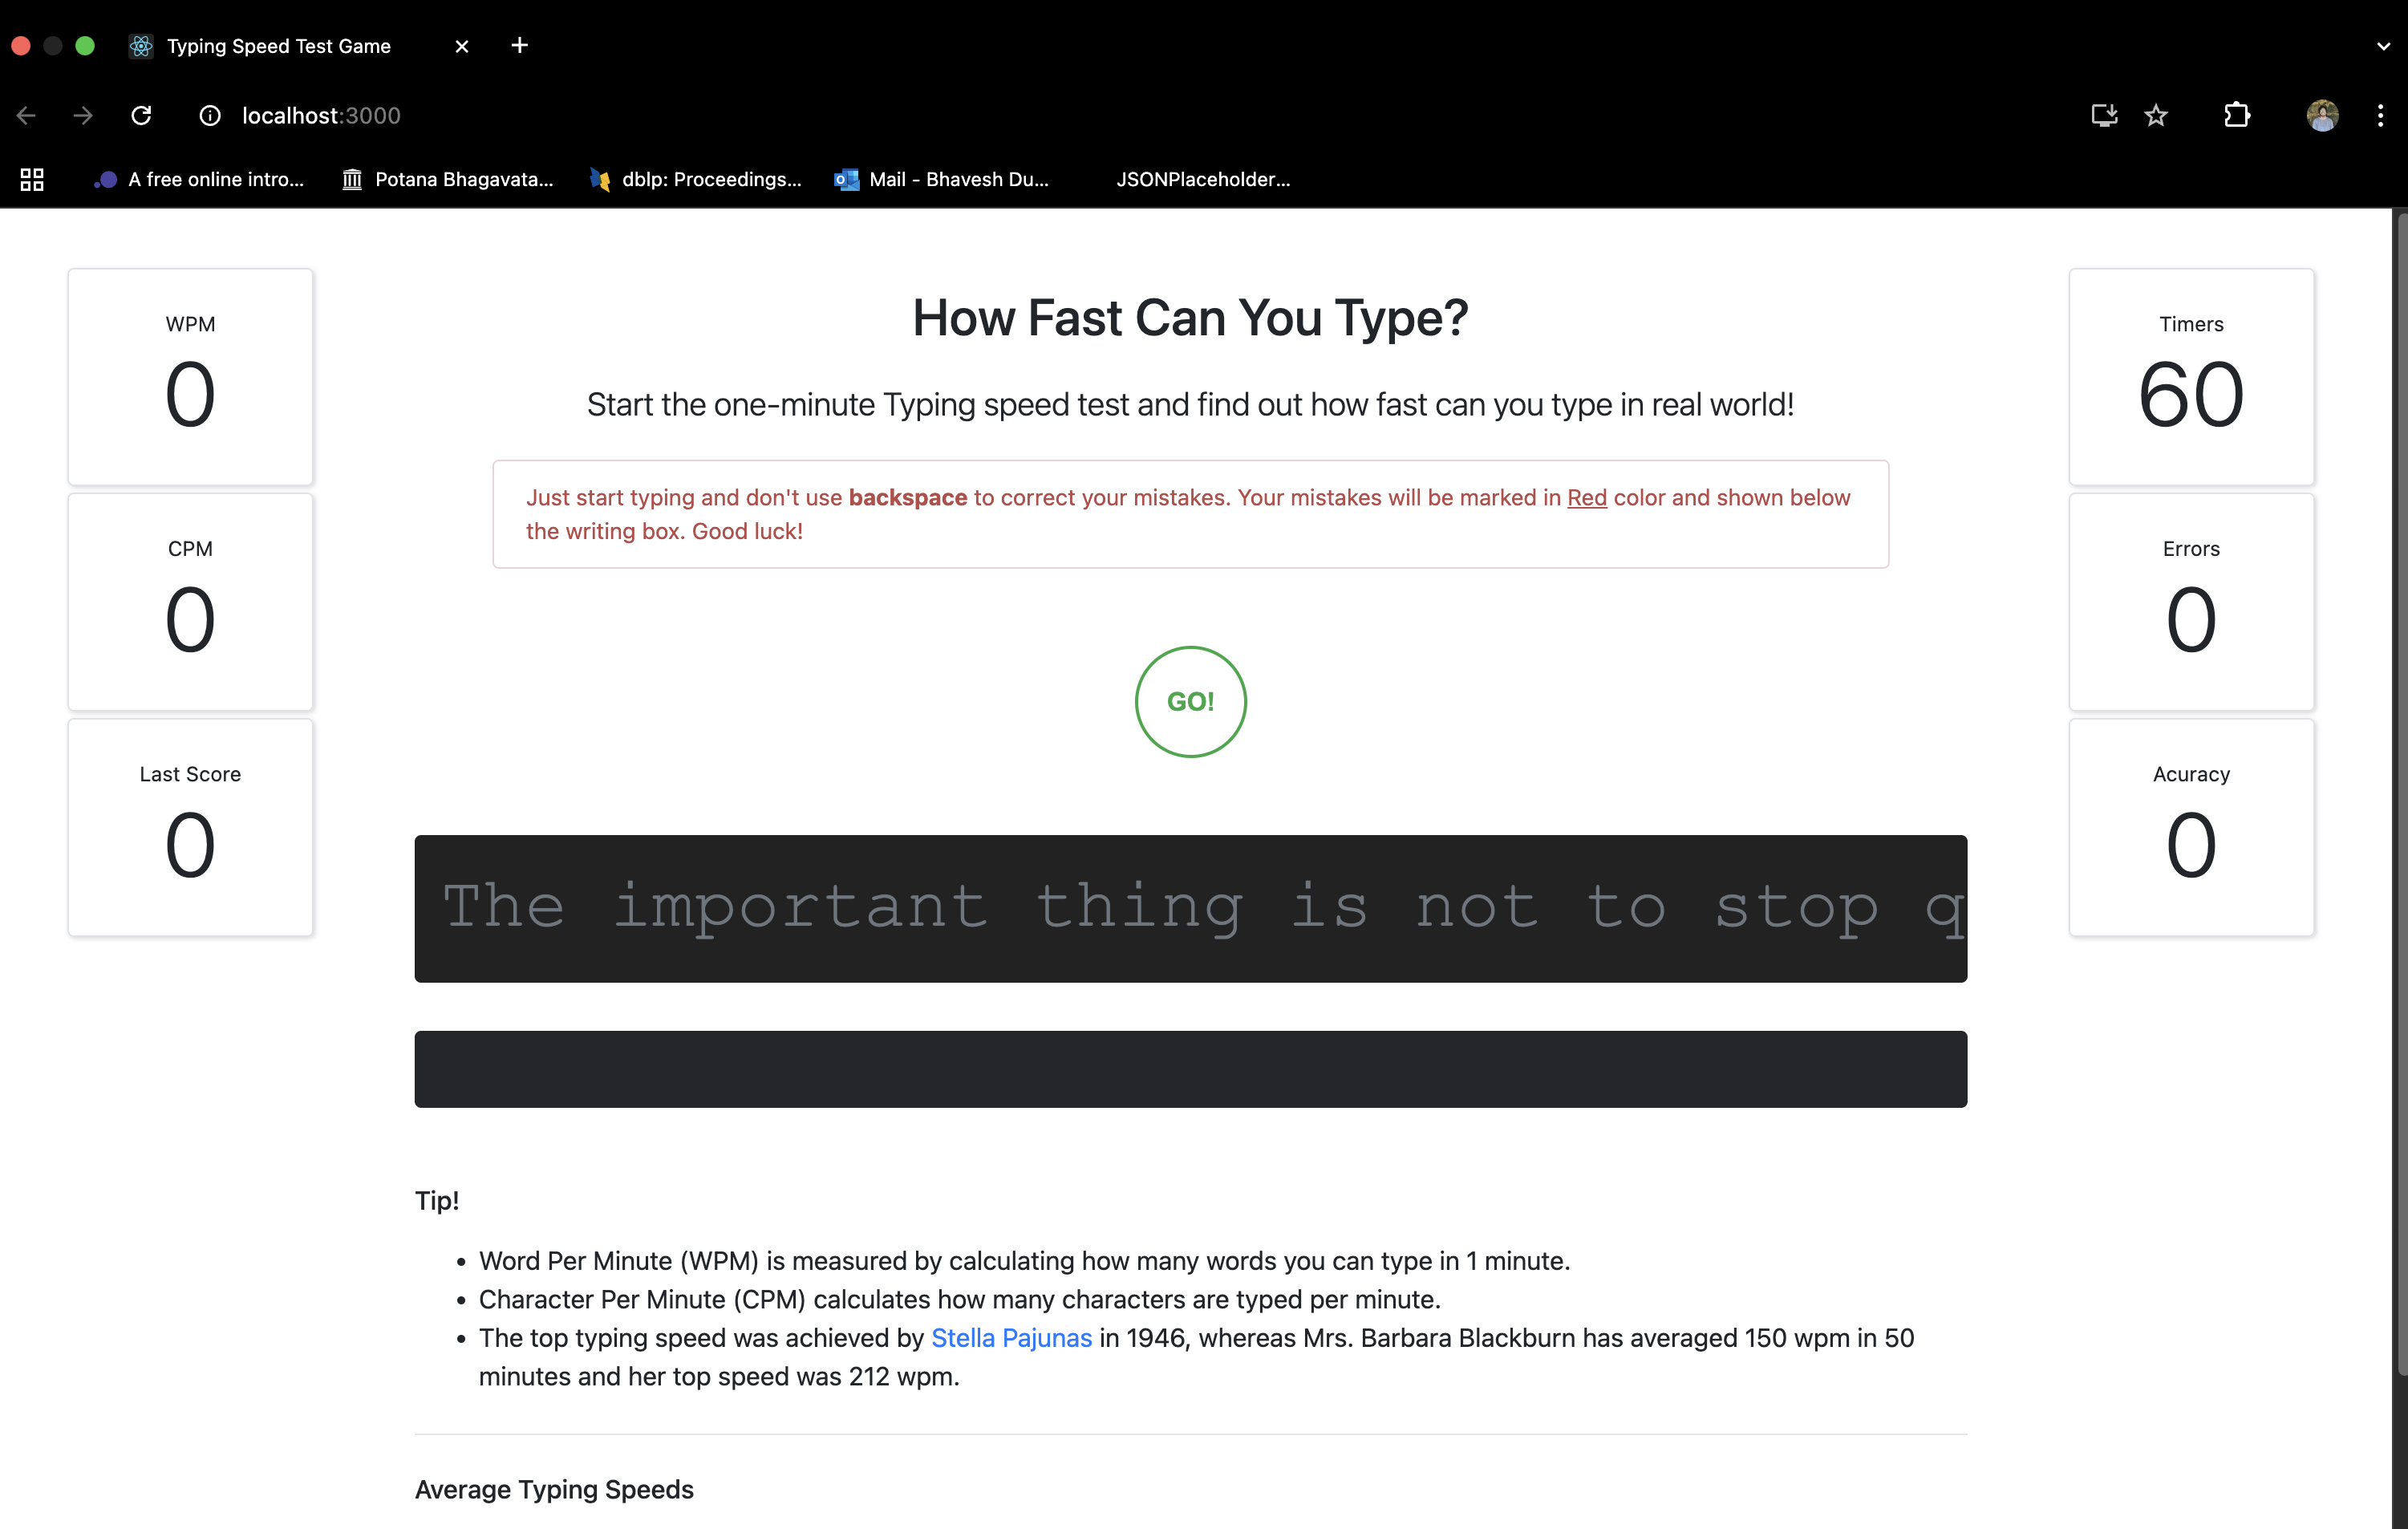 Typing Speed Test Game
localhost:3000
A free online intro...
Potana Bhagavata...
dblp: Proceedings...
Mail - Bhavesh Du...
JSONPlaceholder...
WPM
0
CPM
0
Last Score
0
How Fast Can You Type?
Start the one-minute Typing speed test and find out how fast can you type in real world!
Just start typing and don't use backspace to correct your mistakes. Your mistakes will be marked in Red color and shown below
the writing box. Good luck!
GO!
The important thing is not to stop q
Timers
60
Errors
0
Acuracy
0
Tip!
• Word Per Minute (WPM) is measured by calculating how many words you can type in 1 minute.
• Character Per Minute (CPM) calculates how many characters are typed per minute.
• The top typing speed was achieved by Stella Pajunas in 1946, whereas Mrs. Barbara Blackburn has averaged 150 wpm in 50
minutes and her top speed was 212 wpm.
Average Typing Speeds